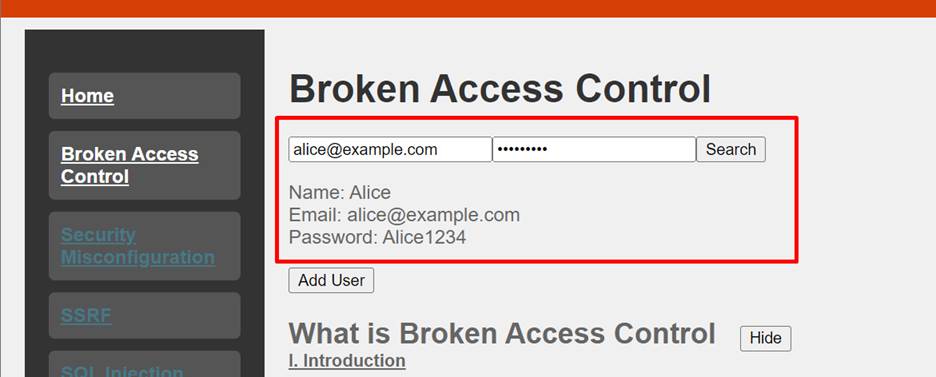 Home
Broken Access
Control
Security
Misconfiguration
SSRF
SQL Injection
Broken Access Control
alice@example.com ••••••••• Search
Name: Alice
Email: alice@example.com
Password: Alice1234
Add User
What is Broken Access Control Hide
I. Introduction